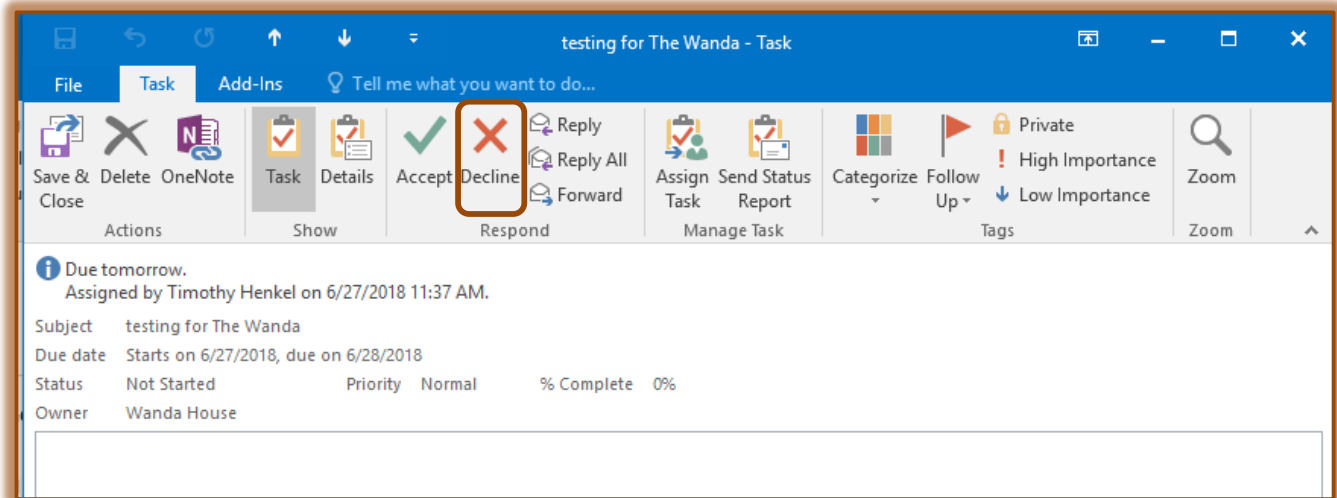 testing for The Wanda - Task
File Task Add-Ins Tell me what you want to do...
Save & Close
Delete
OneNote
Actions
Task
Details
Show
Accept
Decline
Reply
Reply All
Forward
Respond
Assign Task
Send Status Report
Manage Task
Categorize
Follow Up
Private
High Importance
Low Importance
Tags
Zoom
Zoom
Due tomorrow.
Assigned by Timothy Henkel on 6/27/2018 11:37 AM.
Subject testing for The Wanda
Due date Starts on 6/27/2018, due on 6/28/2018
Status Not Started Priority Normal % Complete 0%
Owner Wanda House